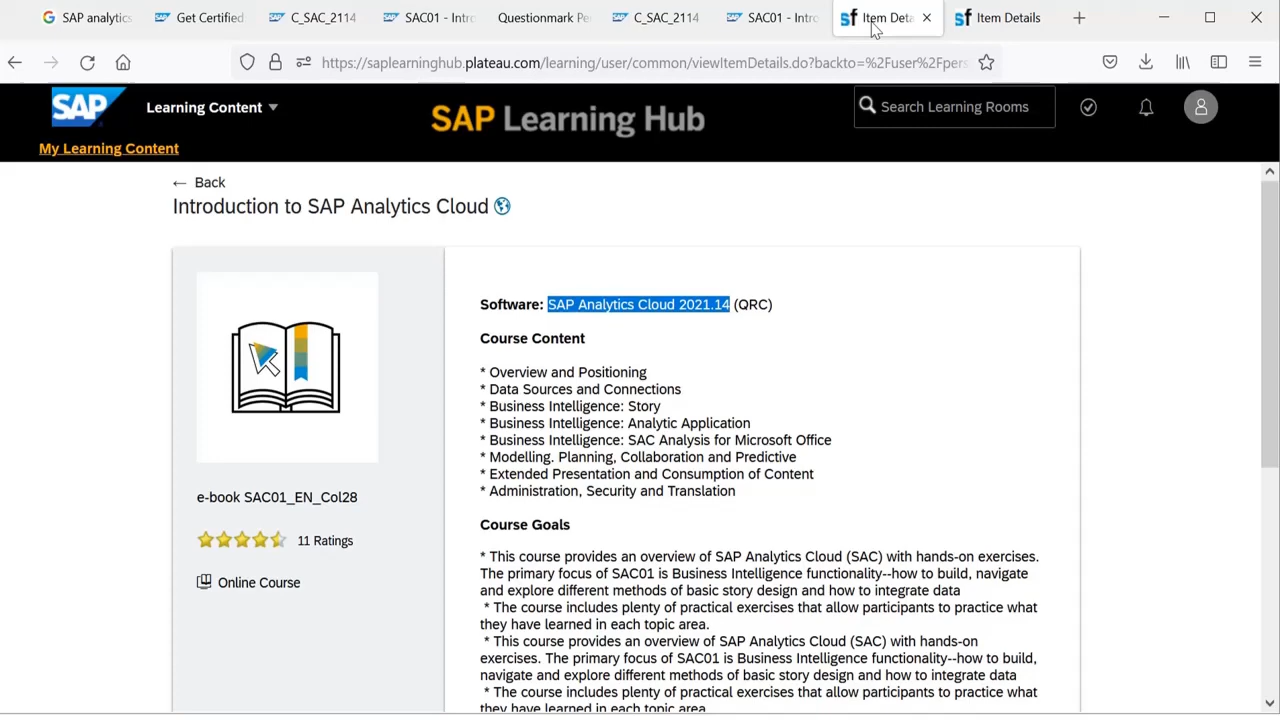 SAP analytics
Get Certified
C_SAC_2114
SAC01 - Intro
Questionmark Pe
C_SAC_2114
SAC01 - Intro
Item Deta
Item Details
https://saplearninghub.plateau.com/learning/user/common/viewItemDetails.do?backto=%2Fuser%2Fpers
SAP
Learning Content
SAP Learning Hub
Search Learning Rooms
My Learning Content
← Back
Introduction to SAP Analytics Cloud
Software: SAP Analytics Cloud 2021.14 (QRC)
Course Content
* Overview and Positioning
* Data Sources and Connections
* Business Intelligence: Story
* Business Intelligence: Analytic Application
* Business Intelligence: SAC Analysis for Microsoft Office
* Modelling. Planning, Collaboration and Predictive
* Extended Presentation and Consumption of Content
* Administration, Security and Translation
e-book SAC01_EN_Col28
11 Ratings
Online Course
Course Goals
* This course provides an overview of SAP Analytics Cloud (SAC) with hands-on exercises.
The primary focus of SAC01 is Business Intelligence functionality--how to build, navigate
and explore different methods of basic story design and how to integrate data
* The course includes plenty of practical exercises that allow participants to practice what
they have learned in each topic area.
* This course provides an overview of SAP Analytics Cloud (SAC) with hands-on
exercises. The primary focus of SAC01 is Business Intelligence functionality--how to build,
navigate and explore different methods of basic story design and how to integrate data
* The course includes plenty of practical exercises that allow participants to practice what
they have learned in each topic area.